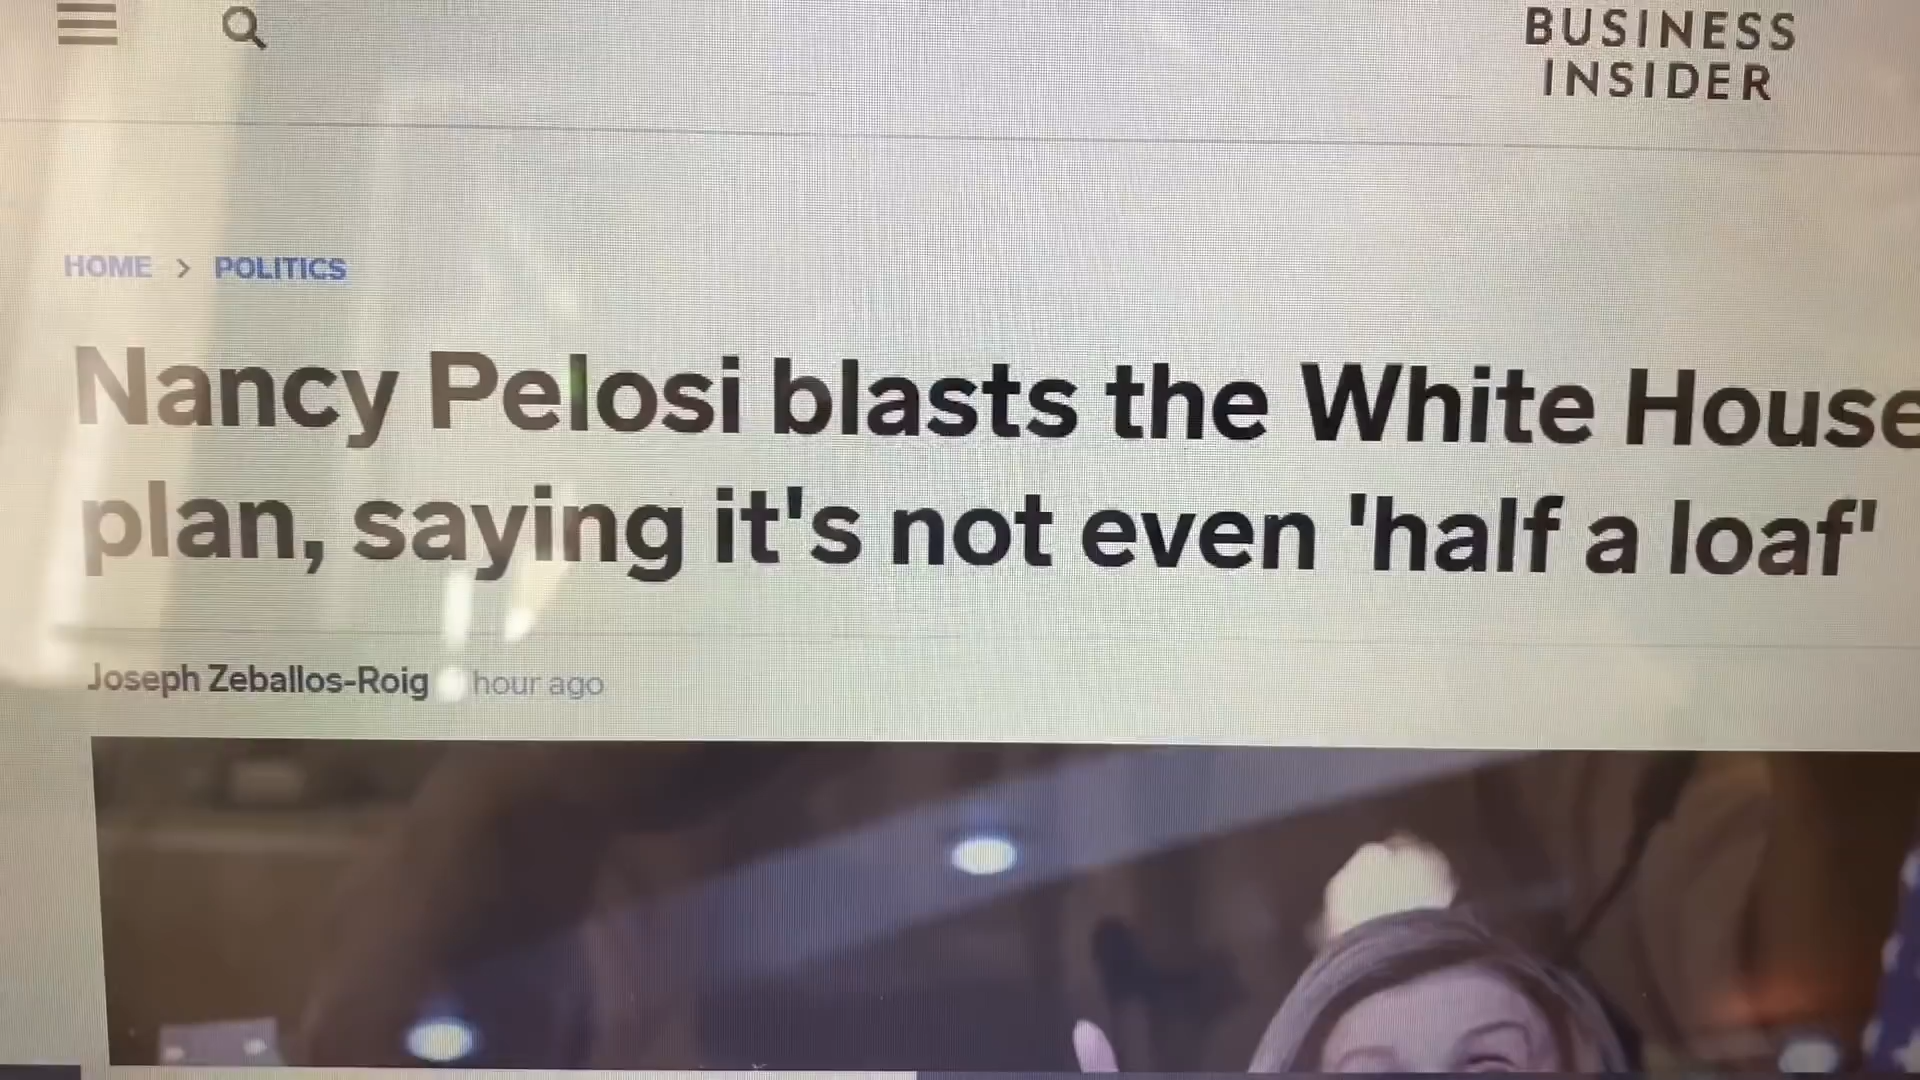 BUSINESS
INSIDER
HOME > POLITICS
Nancy Pelosi blasts the White House
plan, saying it's not even 'half a loaf'
Joseph Zeballos-Roig hour ago